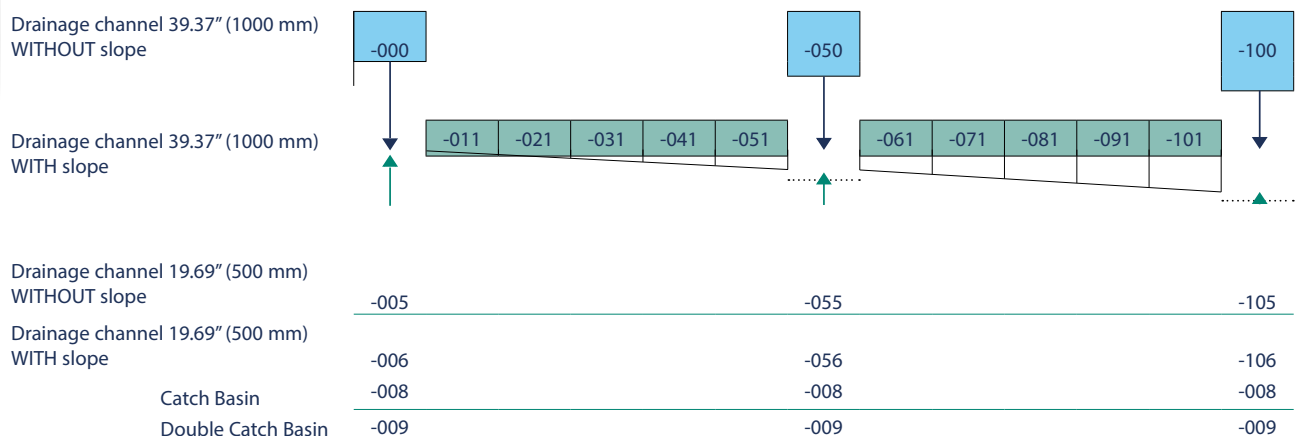 Drainage channel 39.37” (1000 mm)
WITHOUT slope
-000 -050 -100
Drainage channel 39.37” (1000 mm)
WITH slope
-011 -021 -031 -041 -051 -061 -071 -081 -091 -101
Drainage channel 19.69” (500 mm)
WITHOUT slope
-005 -055 -105
Drainage channel 19.69” (500 mm)
WITH slope
-006 -056 -106
Catch Basin -008 -008 -008
Double Catch Basin -009 -009 -009